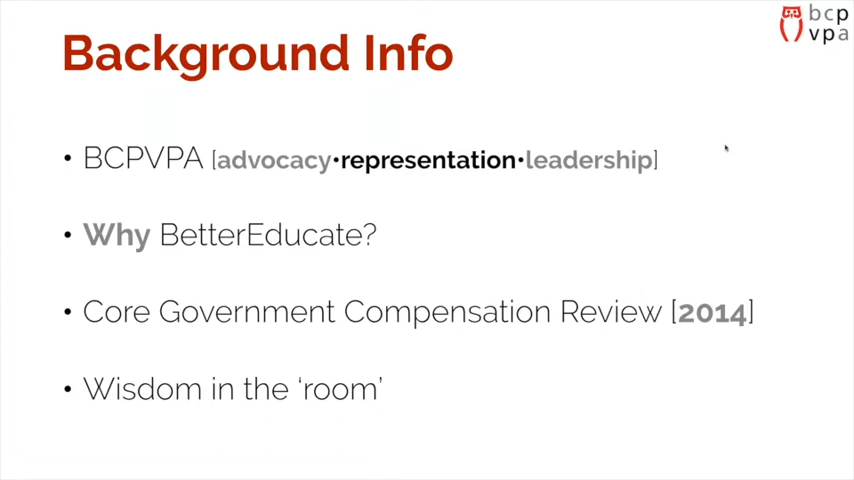 bcp
vpa
Background Info
• BCPVPA [advocacy•representation•leadership]
• Why BetterEducate?
• Core Government Compensation Review [2014]
• Wisdom in the ‘room’